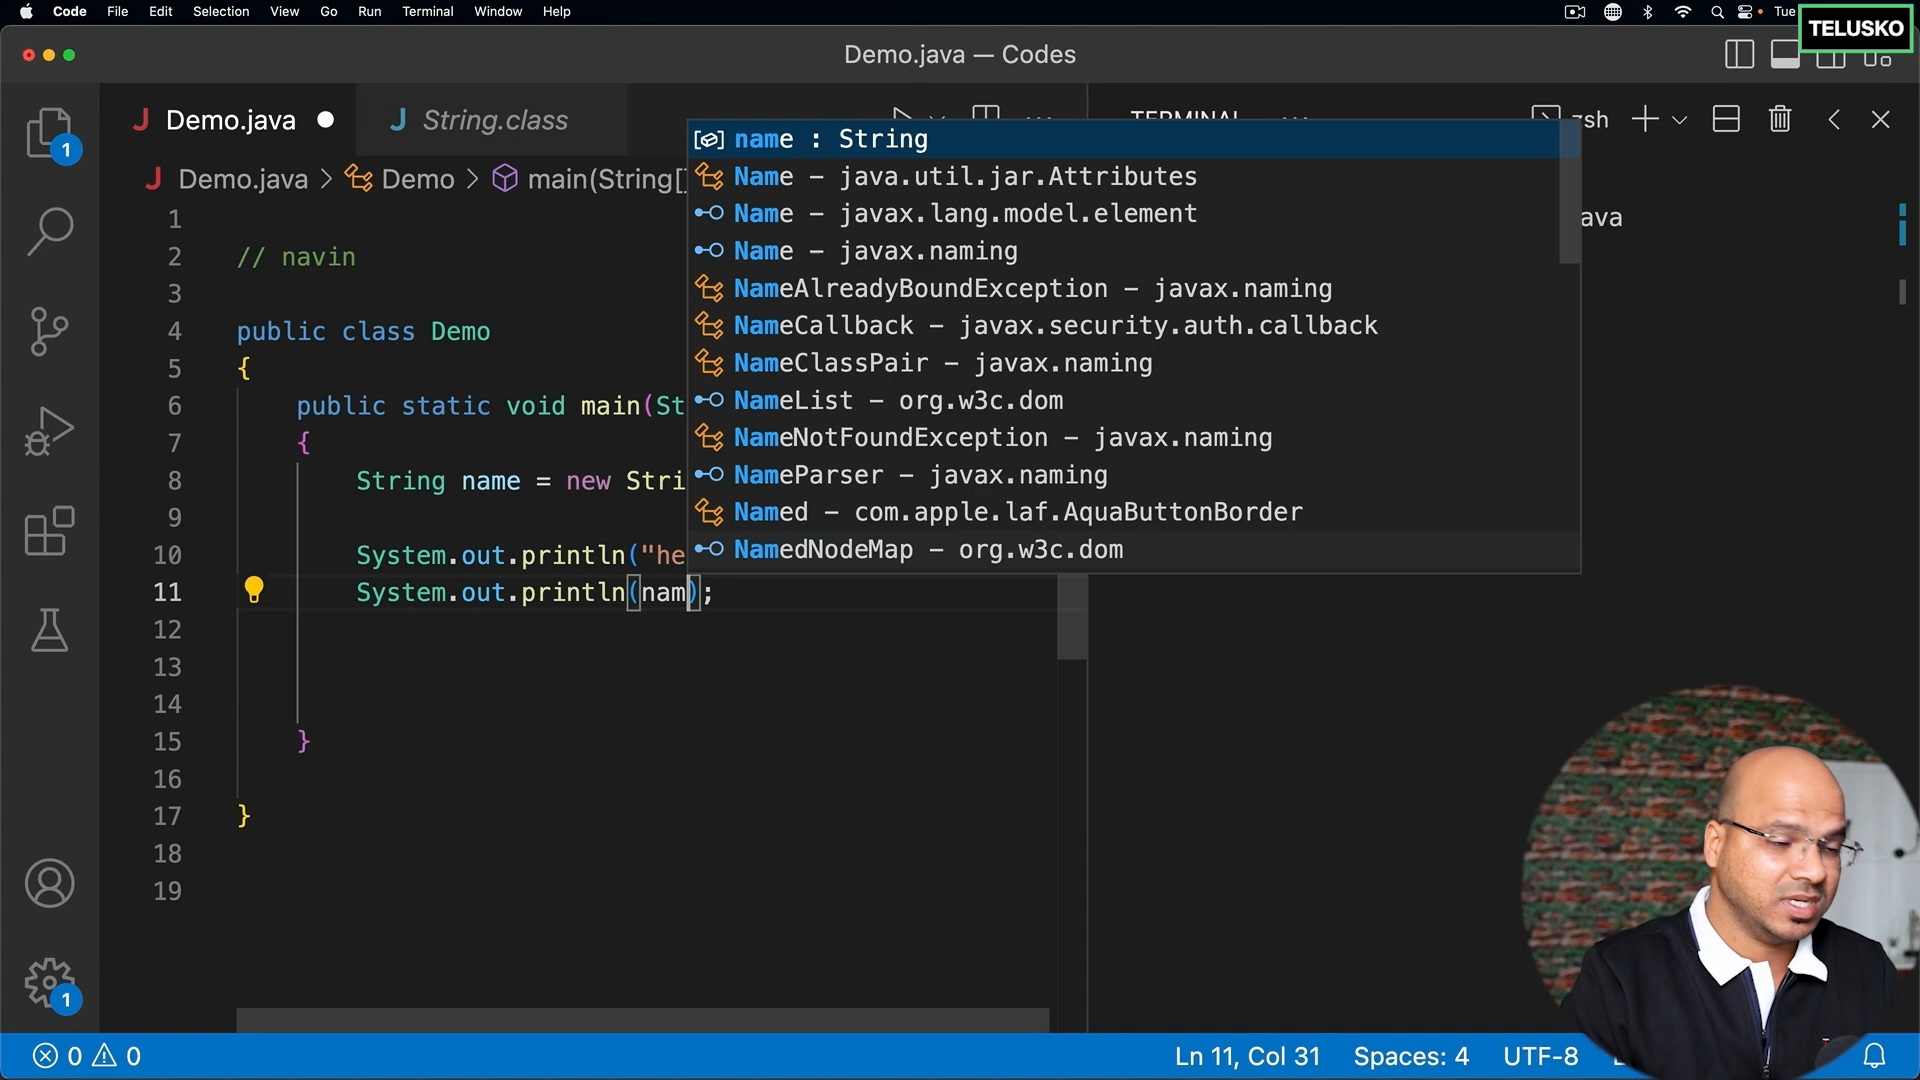 Code File Edit Selection View Go Run Terminal Window Help Tue
TELUSKO
Demo.java — Codes
Demo.java String.class
TERMINAL ... zsh
Demo.java > Demo > main(String[]
ava
name : String
Name – java.util.jar.Attributes
Name – javax.lang.model.element
Name – javax.naming
NameAlreadyBoundException – javax.naming
NameCallback – javax.security.auth.callback
NameClassPair – javax.naming
NameList – org.w3c.dom
NameNotFoundException – javax.naming
NameParser – javax.naming
Named – com.apple.laf.AquaButtonBorder
NamedNodeMap – org.w3c.dom
1
2 // navin
3
4 public class Demo
5 {
6 public static void main(St
7 {
8 String name = new Stri
9
10 System.out.println("he
11 System.out.println(nam);
12
13
14
15 }
16
17 }
18
19
1
1
0 0 Ln 11, Col 31 Spaces: 4 UTF-8